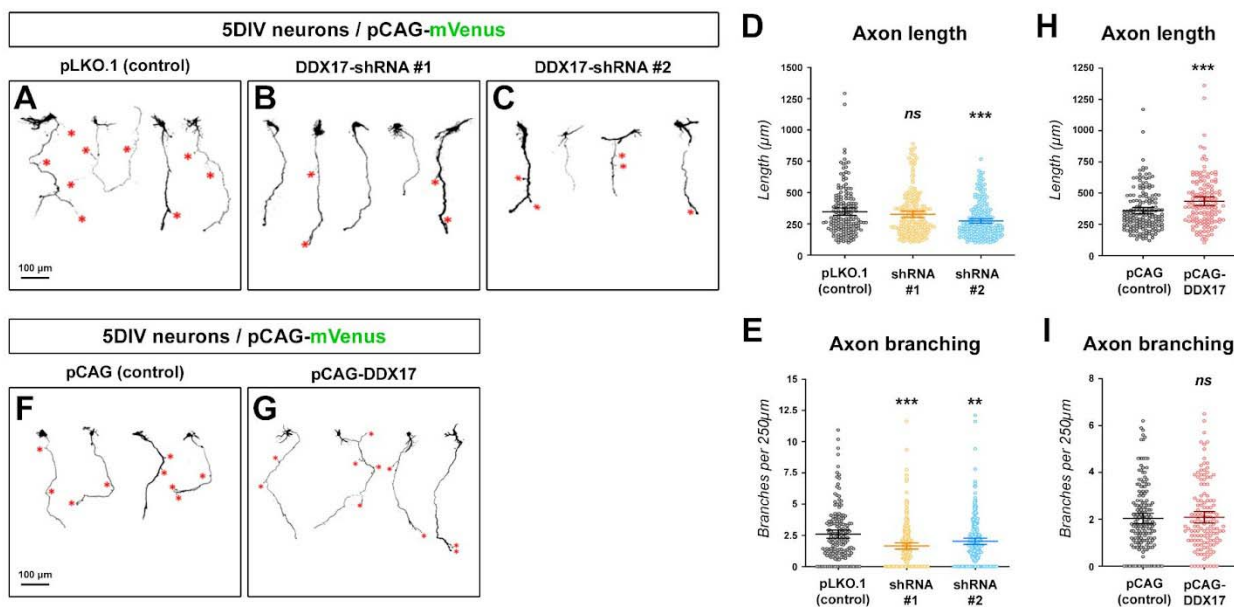 5DIV neurons / pCAG-mVenus
pLKO.1 (control)
DDX17-shRNA #1
DDX17-shRNA #2
A
B
C
100 µm
5DIV neurons / pCAG-mVenus
pCAG (control)
pCAG-DDX17
F
G
100 µm
D
Axon length
1500
1250
1000
750
500
250
0
Length (µm)
ns
***
pLKO.1
(control)
shRNA
#1
shRNA
#2
H
Axon length
1250
1000
750
500
250
0
Length (µm)
***
pCAG
(control)
pCAG-
DDX17
E
Axon branching
15
12.5
10
7.5
5
2.5
0
Branches per 250µm
***
**
pLKO.1
(control)
shRNA
#1
shRNA
#2
I
Axon branching
8
6
4
2
0
Branches per 250µm
ns
pCAG
(control)
pCAG-
DDX17